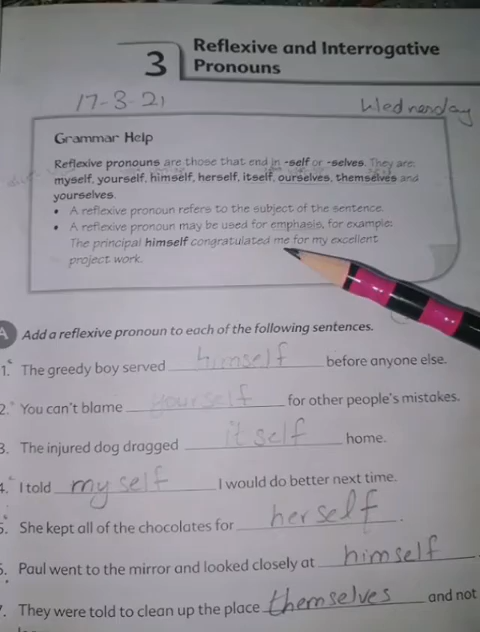 3
Reflexive and Interrogative
Pronouns
17-3-21
Wednesday
Grammar Help
Reflexive pronouns are those that end in -self or -selves. They are:
myself, yourself, himself, herself, itself, ourselves, themselves and
yourselves.
• A reflexive pronoun refers to the subject of the sentence.
• A reflexive pronoun may be used for emphasis, for example:
The principal himself congratulated me for my excellent
project work.
A Add a reflexive pronoun to each of the following sentences.
1. The greedy boy served himself before anyone else.
2. You can't blame yourself for other people's mistakes.
3. The injured dog dragged itself home.
4. I told my self I would do better next time.
5. She kept all of the chocolates for herself.
6. Paul went to the mirror and looked closely at himself.
7. They were told to clean up the place themselves and not